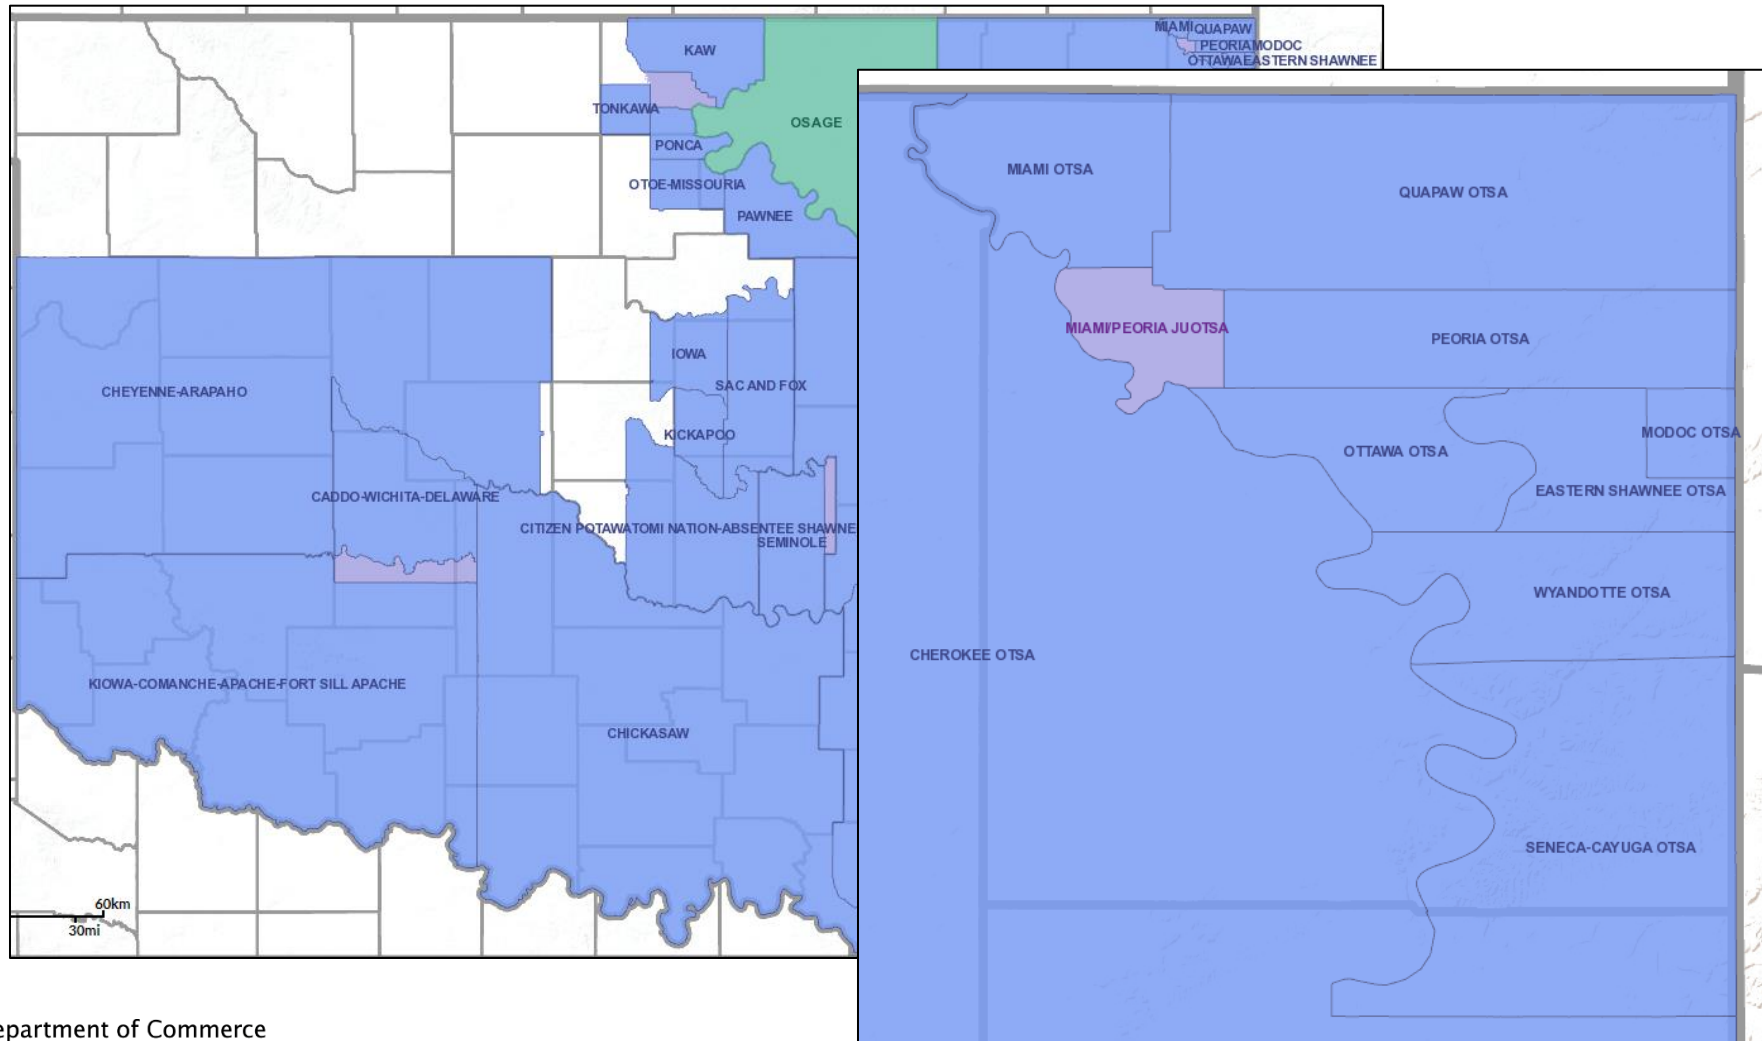 KAW
TONKAWA
OSAGE
PONCA
OTOE-MISSOURIA
PAWNEE
MIAMI
QUAPAW
PEORIA
MODOC
OTTAWA
EASTERN SHAWNEE
IOWA
SAC AND FOX
CHEYENNE-ARAPAHO
KICKAPOO
CADDO-WICHITA-DELAWARE
CITIZEN POTAWATOMI NATION-ABSENTEE SHAWNE
SEMINOLE
KIOWA-COMANCHE-APACHE-FORT SILL APACHE
CHICKASAW
60km
30mi
MIAMI OTSA
QUAPAW OTSA
MIAMI/PEORIA JUOTSA
PEORIA OTSA
MODOC OTSA
OTTAWA OTSA
EASTERN SHAWNEE OTSA
WYANDOTTE OTSA
CHEROKEE OTSA
SENECA-CAYUGA OTSA
epartment of Commerce